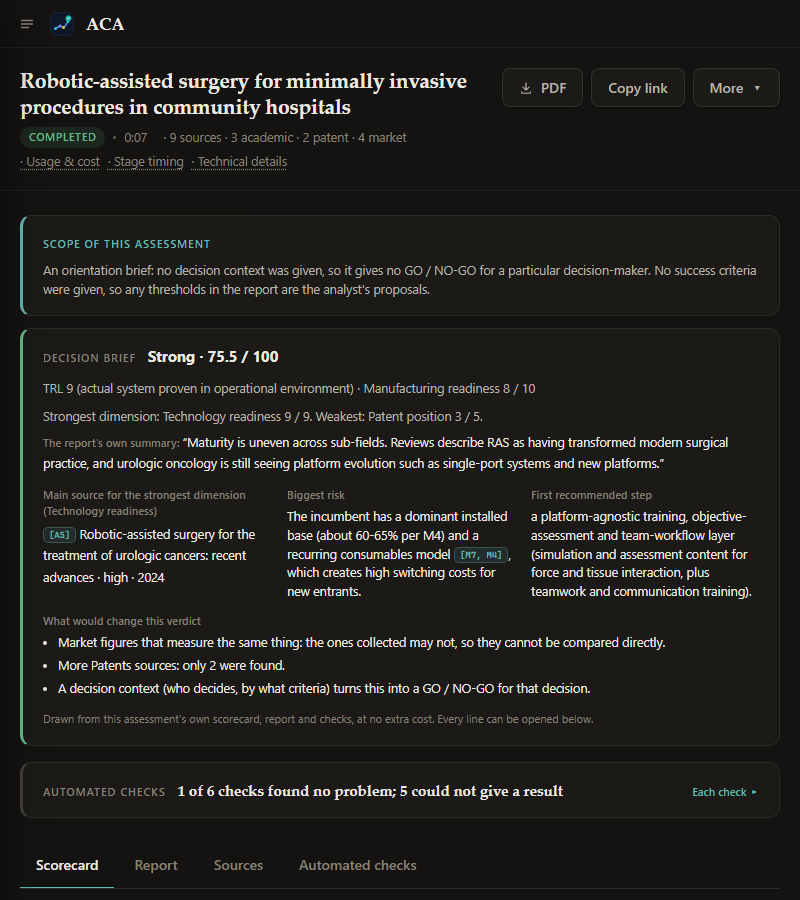 ACA
Robotic-assisted surgery for minimally invasive
procedures in community hospitals
PDF
Copy link
More
COMPLETED · 0:07 · 9 sources · 3 academic · 2 patent · 4 market
· Usage & cost · Stage timing · Technical details
SCOPE OF THIS ASSESSMENT
An orientation brief: no decision context was given, so it gives no GO / NO-GO for a particular decision-maker. No success criteria
were given, so any thresholds in the report are the analyst's proposals.
DECISION BRIEF Strong · 75.5 / 100
TRL 9 (actual system proven in operational environment) · Manufacturing readiness 8 / 10
Strongest dimension: Technology readiness 9 / 9. Weakest: Patent position 3 / 5.
The report's own summary: “Maturity is uneven across sub-fields. Reviews describe RAS as having transformed modern surgical
practice, and urologic oncology is still seeing platform evolution such as single-port systems and new platforms.”
Main source for the strongest dimension
(Technology readiness)
[A5] Robotic-assisted surgery for the
treatment of urologic cancers: recent
advances · high · 2024
Biggest risk
The incumbent has a dominant installed
base (about 60-65% per M4) and a
recurring consumables model [M7, M4],
which creates high switching costs for
new entrants.
First recommended step
a platform-agnostic training, objective-
assessment and team-workflow layer
(simulation and assessment content for
force and tissue interaction, plus
teamwork and communication training).
What would change this verdict
• Market figures that measure the same thing: the ones collected may not, so they cannot be compared directly.
• More Patents sources: only 2 were found.
• A decision context (who decides, by what criteria) turns this into a GO / NO-GO for that decision.
Drawn from this assessment's own scorecard, report and checks, at no extra cost. Every line can be opened below.
AUTOMATED CHECKS 1 of 6 checks found no problem; 5 could not give a result
Each check
Scorecard Report Sources Automated checks